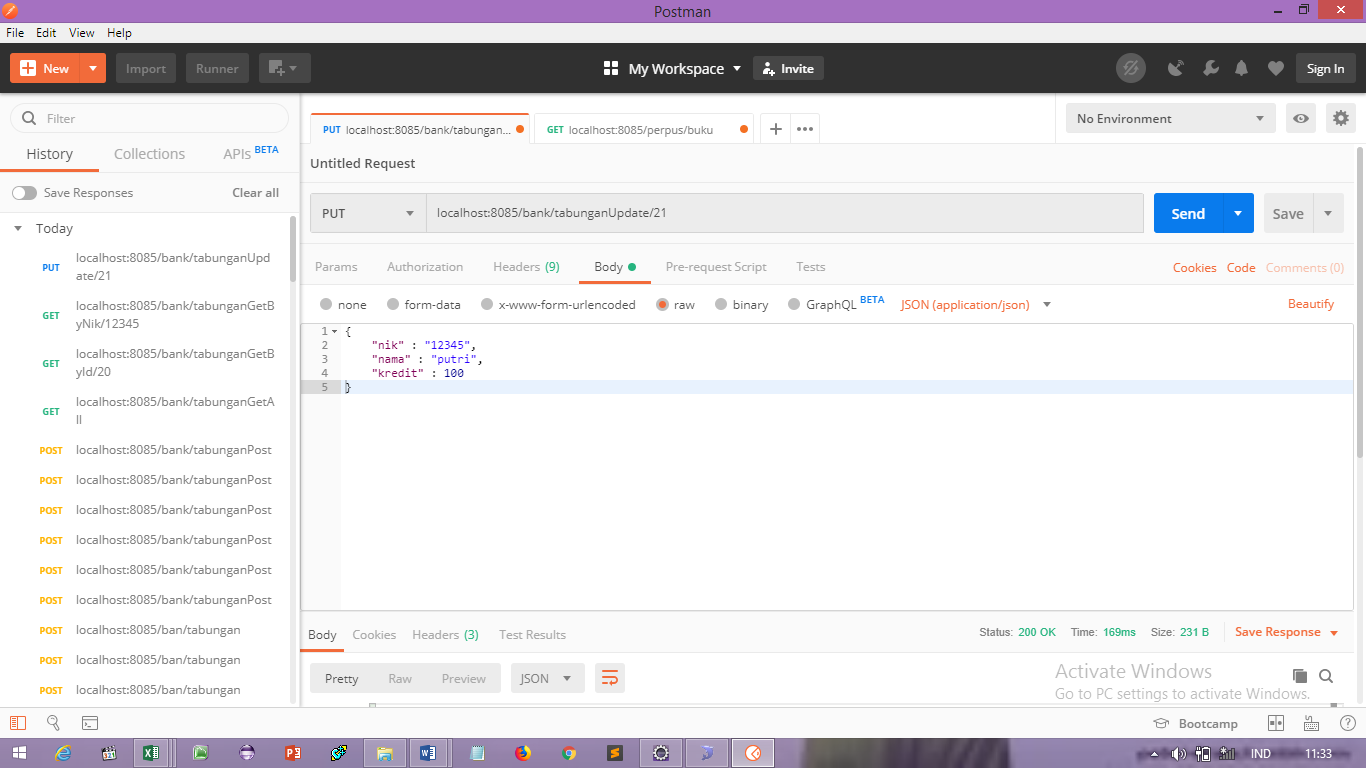 Postman
File Edit View Help
New Import Runner My Workspace Invite Sign In
Filter
History Collections APIs BETA
Save Responses Clear all
Today
PUT localhost:8085/bank/tabunganUpd
ate/21
GET localhost:8085/bank/tabunganGetB
yNik/12345
GET localhost:8085/bank/tabunganGetB
yId/20
GET localhost:8085/bank/tabunganGetA
ll
POST localhost:8085/bank/tabunganPost
POST localhost:8085/bank/tabunganPost
POST localhost:8085/bank/tabunganPost
POST localhost:8085/bank/tabunganPost
POST localhost:8085/bank/tabunganPost
POST localhost:8085/bank/tabunganPost
POST localhost:8085/ban/tabungan
POST localhost:8085/ban/tabungan
POST localhost:8085/ban/tabungan
PUT localhost:8085/bank/tabungan... GET localhost:8085/perpus/buku No Environment
Untitled Request
PUT localhost:8085/bank/tabunganUpdate/21 Send Save
Params Authorization Headers (9) Body Pre-request Script Tests Cookies Code Comments (0)
none form-data x-www-form-urlencoded raw binary GraphQL BETA JSON (application/json) Beautify
1 {
2 "nik" : "12345",
3 "nama" : "putri",
4 "kredit" : 100
5 }
Body Cookies Headers (3) Test Results Status: 200 OK Time: 169ms Size: 231 B Save Response
Pretty Raw Preview JSON
Activate Windows
Go to PC settings to activate Windows.
Bootcamp
IND 11:33